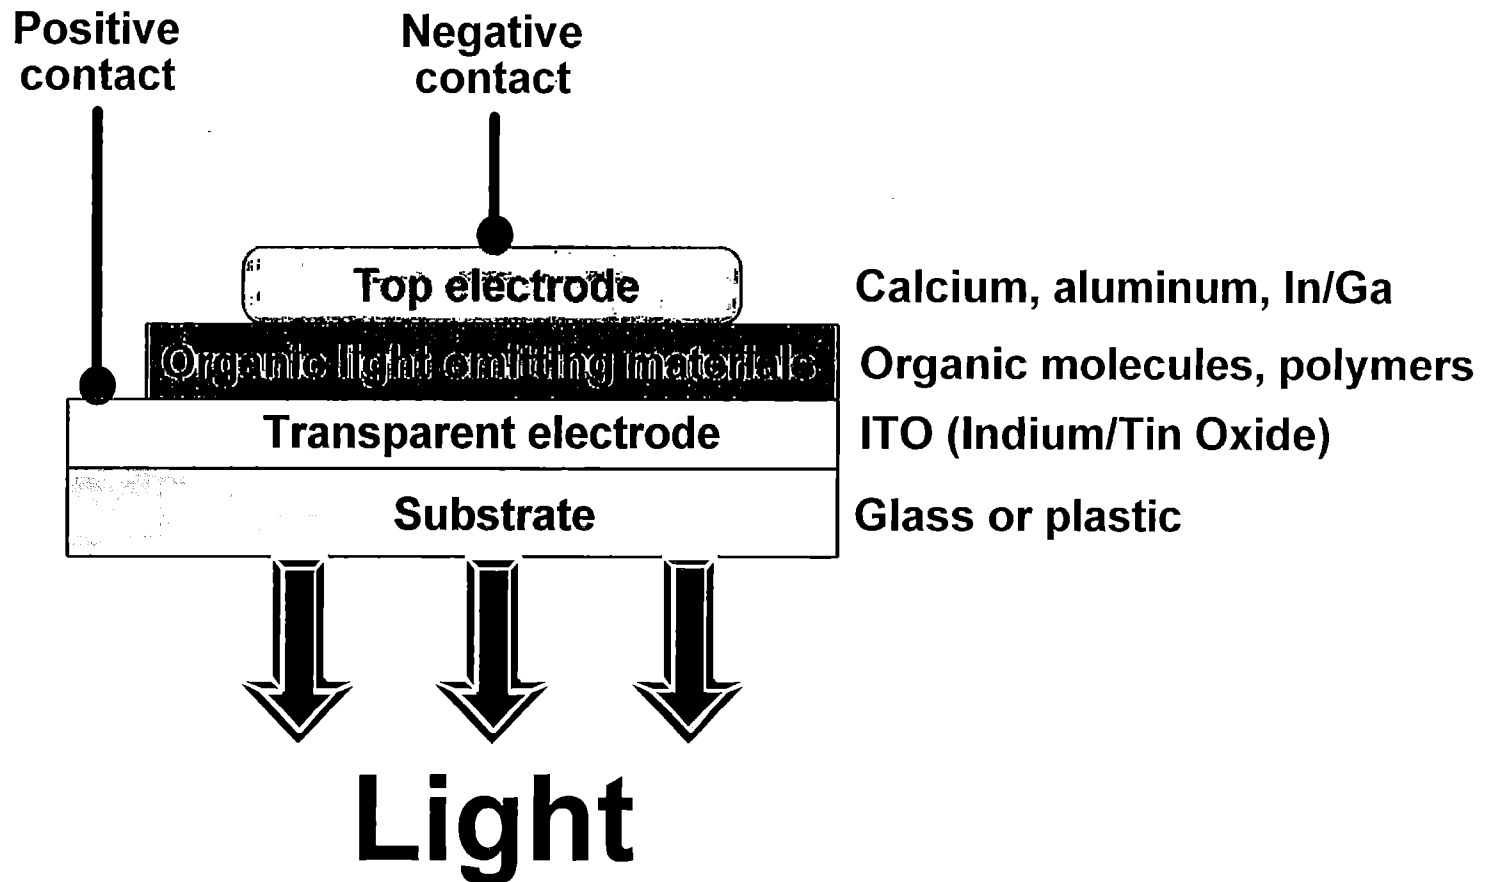 Positive
contact
Negative
contact
Top electrode
Calcium, aluminum, In/Ga
Organic light emitting materials
Organic molecules, polymers
Transparent electrode
ITO (Indium/Tin Oxide)
Substrate
Glass or plastic
Light